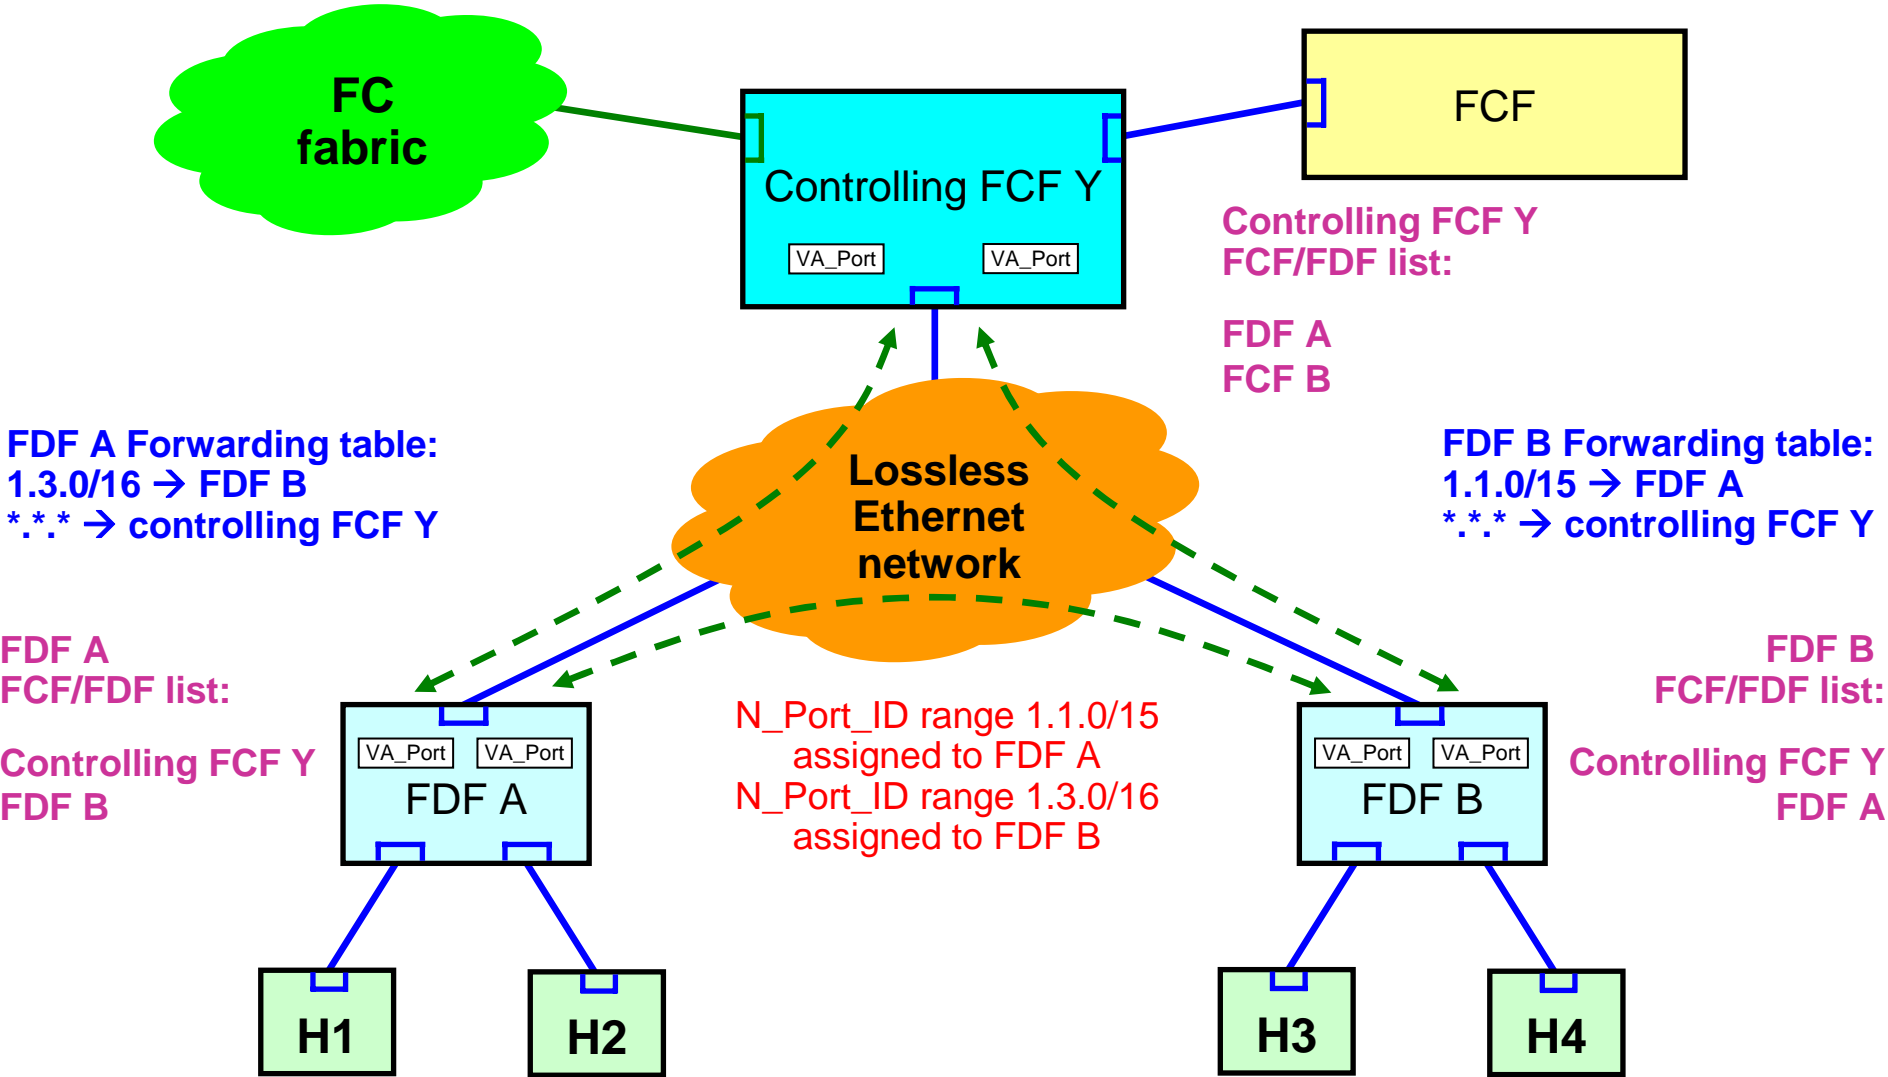 FC
fabric
FCF
Controlling FCF Y
VA_Port
VA_Port
Controlling FCF Y
FCF/FDF list:
FDF A
FCF B
FDF A Forwarding table:
1.3.0/16 → FDF B
*.*.* → controlling FCF Y
Lossless
Ethernet
network
FDF B Forwarding table:
1.1.0/15 → FDF A
*.*.* → controlling FCF Y
FDF A
FCF/FDF list:
Controlling FCF Y
FDF B
VA_Port
VA_Port
FDF A
N_Port_ID range 1.1.0/15
assigned to FDF A
N_Port_ID range 1.3.0/16
assigned to FDF B
VA_Port
VA_Port
FDF B
FDF B
FCF/FDF list:
Controlling FCF Y
FDF A
H1
H2
H3
H4